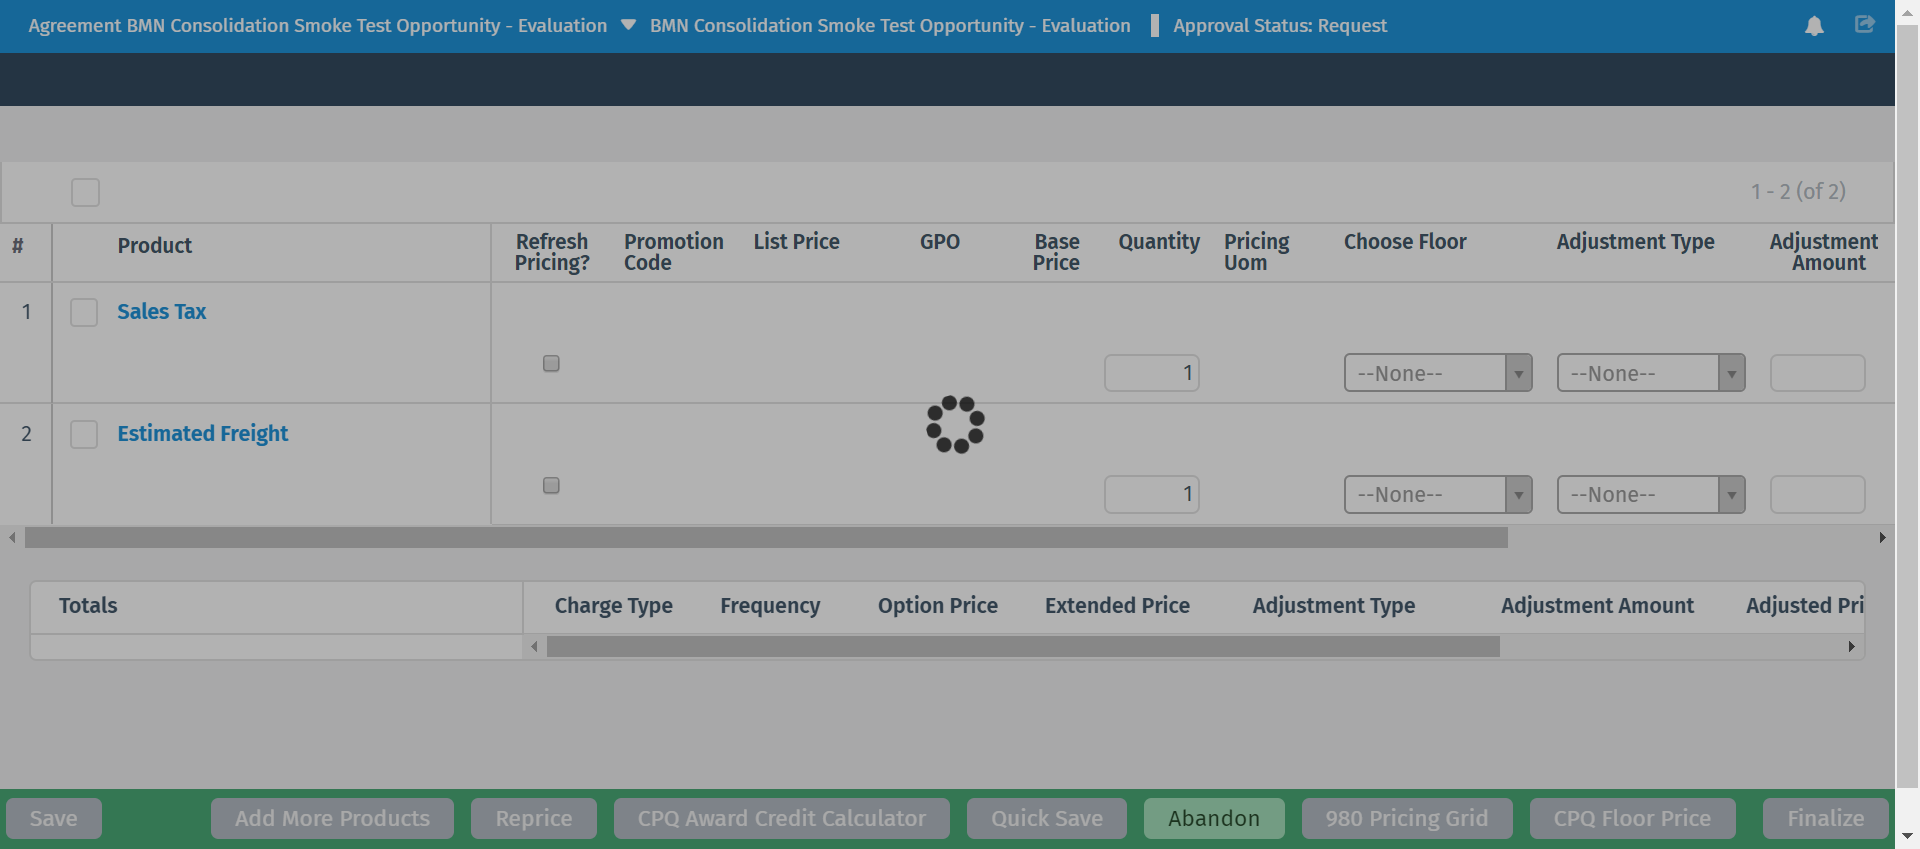 Agreement BMN Consolidation Smoke Test Opportunity - Evaluation BMN Consolidation Smoke Test Opportunity - Evaluation Approval Status: Request
1 - 2 (of 2)
# Product Refresh Pricing? Promotion Code List Price GPO Base Price Quantity Pricing Uom Choose Floor Adjustment Type Adjustment Amount
1 Sales Tax
1 --None-- --None--
2 Estimated Freight
1 --None-- --None--
Totals Charge Type Frequency Option Price Extended Price Adjustment Type Adjustment Amount Adjusted Pri
Save Add More Products Reprice CPQ Award Credit Calculator Quick Save Abandon 980 Pricing Grid CPQ Floor Price Finalize